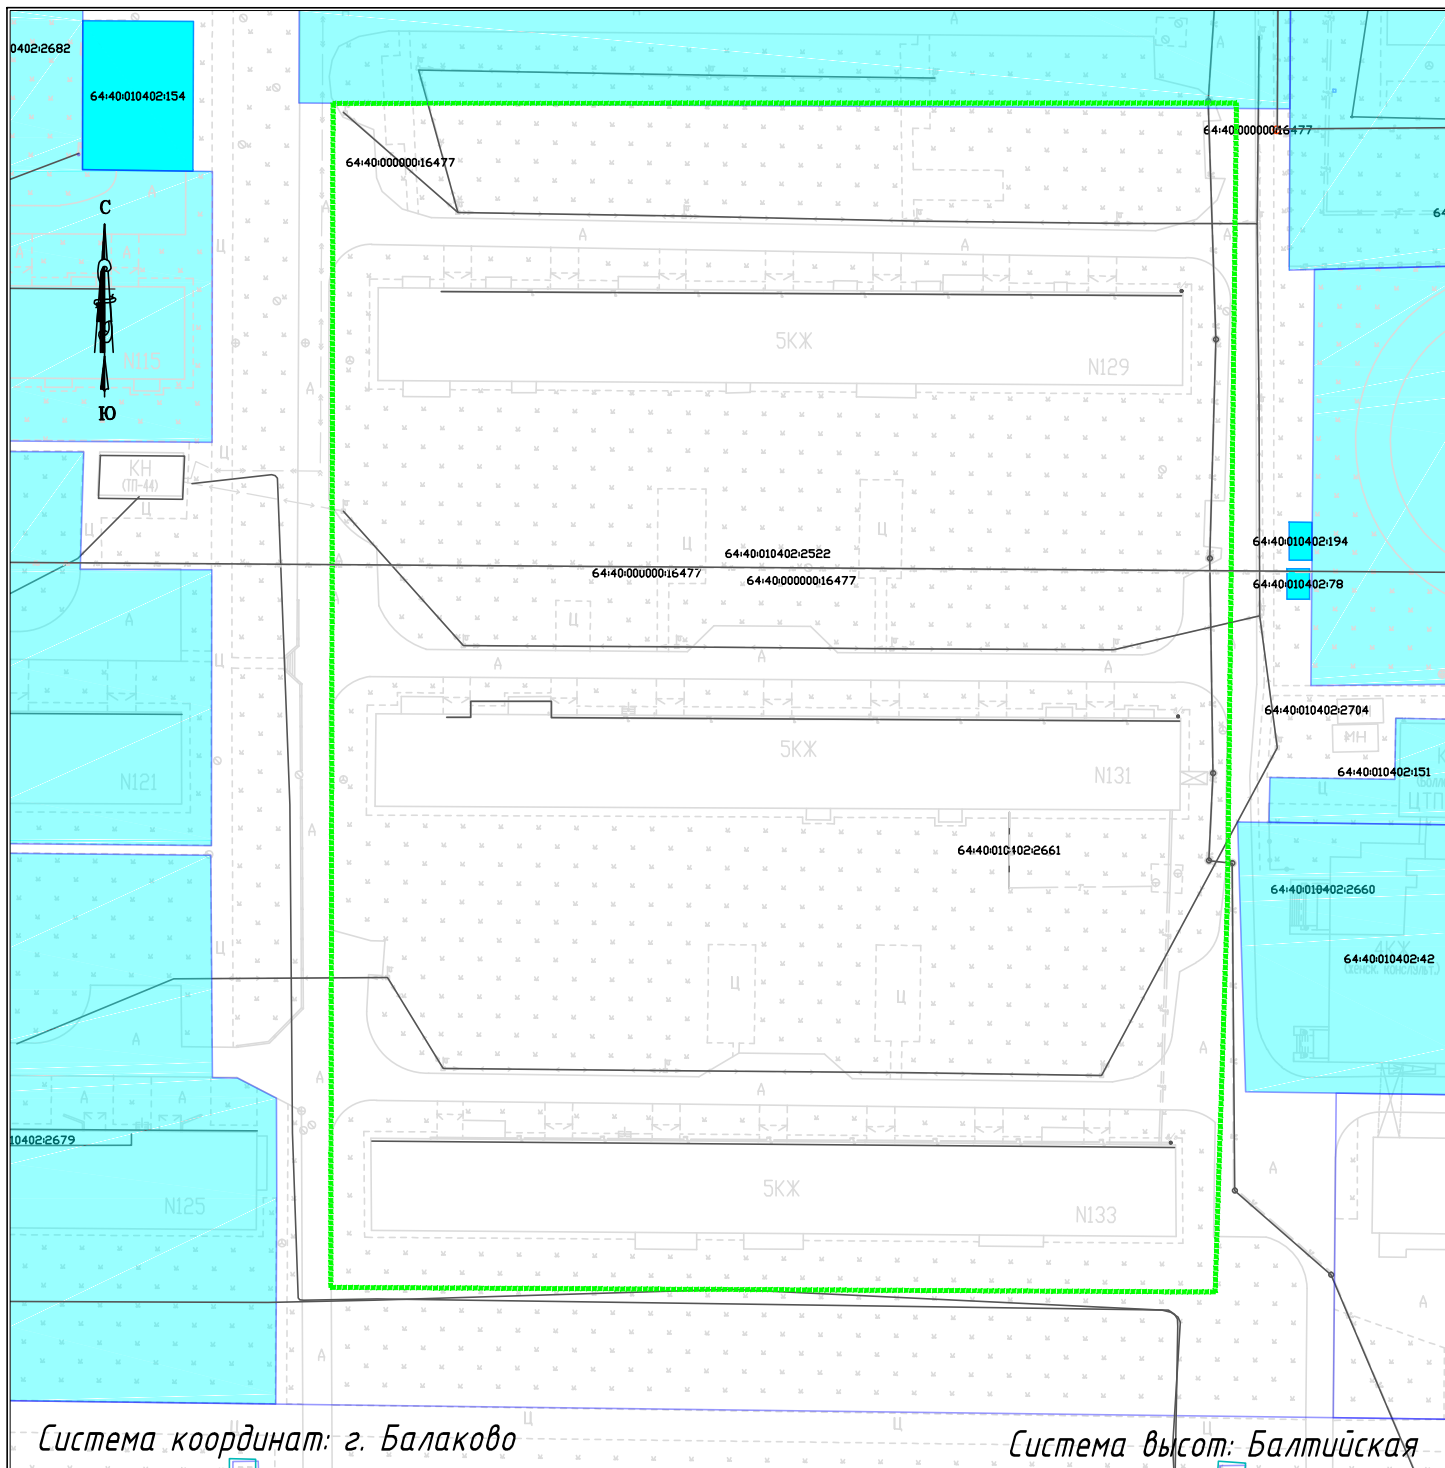 0402:2682
64:40:010402:154
А
А
64:40:000000:16477
64:40:000000:16477
С
А
Ц
А
А
А
А
А
64:
5КЖ
N129
N115
А
Ю
КН
(ТП-44)
Ц
Ц
Ц
Ц
Ц
64:40:010402:2522
64:40:000000:16477
64:40:000000:16477
64:40:010402:194
64:40:010402:78
А
А
Ц
А
Ц
А
А
А
64:40:010402:2704
МН
5КЖ
N131
N121
64:40:010402:151
Ц
ЦТП
А
64:40:010402:2661
64:40:010402:2660
4КЖ
64:40:010402:42
(женск. консульт.)
Ц
Ц
Ц
А
А
А
А
А
А
10402:2679
А
5КЖ
N125
N133
А
А
Ц
Ц
Ц
Ц
Система координат: г. Балаково
Система высот: Балтийская